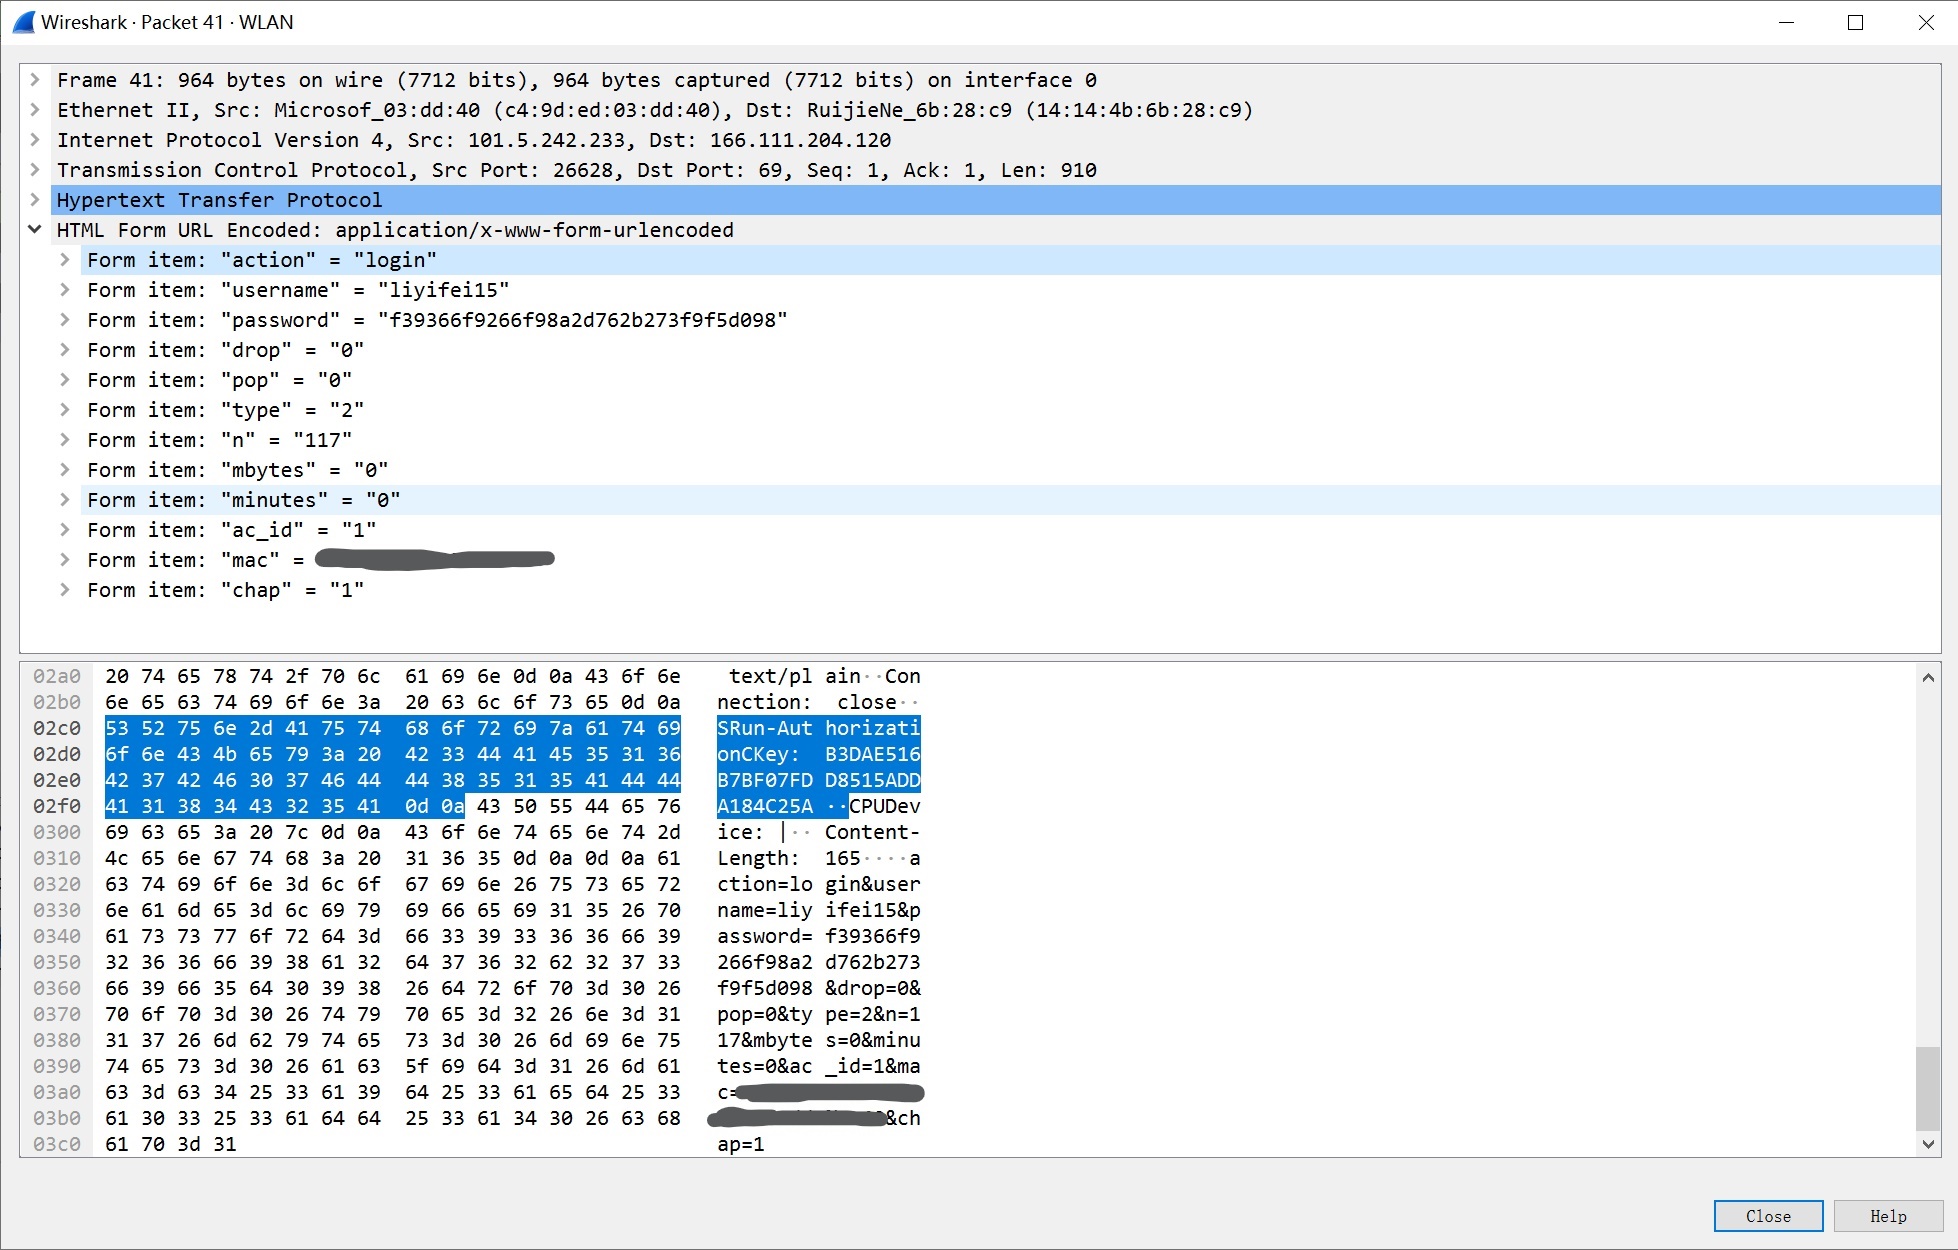 Wireshark · Packet 41 · WLAN
Frame 41: 964 bytes on wire (7712 bits), 964 bytes captured (7712 bits) on interface 0
Ethernet II, Src: Microsof_03:dd:40 (c4:9d:ed:03:dd:40), Dst: RuijieNe_6b:28:c9 (14:14:4b:6b:28:c9)
Internet Protocol Version 4, Src: 101.5.242.233, Dst: 166.111.204.120
Transmission Control Protocol, Src Port: 26628, Dst Port: 69, Seq: 1, Ack: 1, Len: 910
Hypertext Transfer Protocol
HTML Form URL Encoded: application/x-www-form-urlencoded
Form item: "action" = "login"
Form item: "username" = "liyifei15"
Form item: "password" = "f39366f9266f98a2d762b273f9f5d098"
Form item: "drop" = "0"
Form item: "pop" = "0"
Form item: "type" = "2"
Form item: "n" = "117"
Form item: "mbytes" = "0"
Form item: "minutes" = "0"
Form item: "ac_id" = "1"
Form item: "mac" =
Form item: "chap" = "1"
02a0 20 74 65 78 74 2f 70 6c 61 69 6e 0d 0a 43 6f 6e text/pl ain··Con
02b0 6e 65 63 74 69 6f 6e 3a 20 63 6c 6f 73 65 0d 0a nection: close··
02c0 53 52 75 6e 2d 41 75 74 68 6f 72 69 7a 61 74 69 SRun-Aut horizati
02d0 6f 6e 43 4b 65 79 3a 20 42 33 44 41 45 35 31 36 onCKey: B3DAE516
02e0 42 37 42 46 30 37 46 44 44 38 35 31 35 41 44 44 B7BF07FD D8515ADD
02f0 41 31 38 34 43 32 35 41 0d 0a 43 50 55 44 65 76 A184C25A ··CPUDev
0300 69 63 65 3a 20 7c 0d 0a 43 6f 6e 74 65 6e 74 2d ice: |·· Content-
0310 4c 65 6e 67 74 68 3a 20 31 36 35 0d 0a 0d 0a 61 Length: 165····a
0320 63 74 69 6f 6e 3d 6c 6f 67 69 6e 26 75 73 65 72 ction=lo gin&user
0330 6e 61 6d 65 3d 6c 69 79 69 66 65 69 31 35 26 70 name=liy ifei15&p
0340 61 73 73 77 6f 72 64 3d 66 33 39 33 36 36 66 39 assword= f39366f9
0350 32 36 36 66 39 38 61 32 64 37 36 32 62 32 37 33 266f98a2 d762b273
0360 66 39 66 35 64 30 39 38 26 64 72 6f 70 3d 30 26 f9f5d098 &drop=0&
0370 70 6f 70 3d 30 26 74 79 70 65 3d 32 26 6e 3d 31 pop=0&ty pe=2&n=1
0380 31 37 26 6d 62 79 74 65 73 3d 30 26 6d 69 6e 75 17&mbyte s=0&minu
0390 74 65 73 3d 30 26 61 63 5f 69 64 3d 31 26 6d 61 tes=0&ac _id=1&ma
03a0 63 3d 63 34 25 33 61 39 64 25 33 61 65 64 25 33 c=
03b0 61 30 33 25 33 61 64 64 25 33 61 34 30 26 63 68 &ch
03c0 61 70 3d 31 ap=1
Close Help